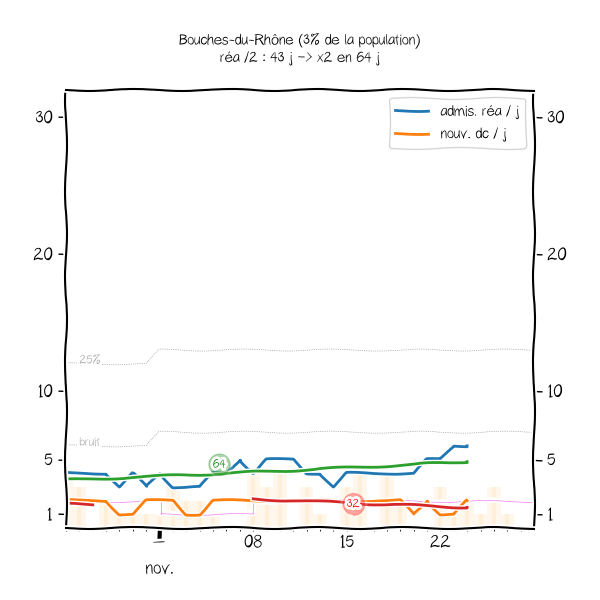 Bouches-du-Rhône (3% de la population)
réa /2 : 43 j -> x2 en 64 j
admis. réa / j
nouv. dc / j
30
30
20
20
25%
10
10
bruit
5
5
64
32
1
1
1
08
15
22
nov.